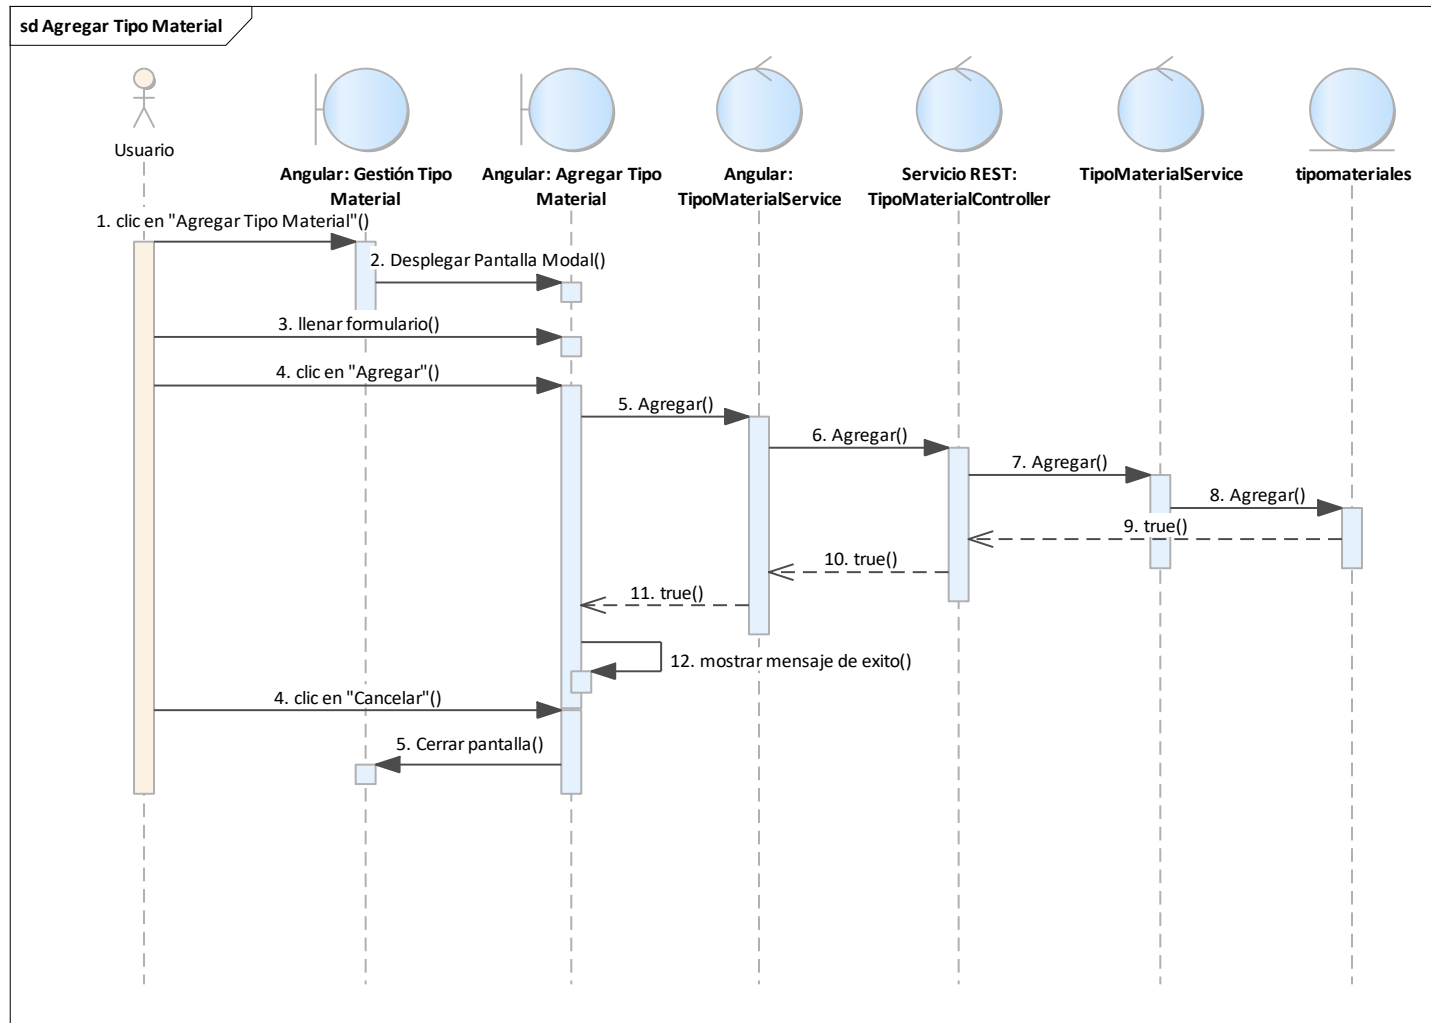 sd Agregar Tipo Material
Usuario
Angular: Gestión Tipo
Material
Angular: Agregar Tipo
Material
Angular:
TipoMaterialService
Servicio REST:
TipoMaterialController
TipoMaterialService
tipomateriales
1. clic en "Agregar Tipo Material"()
2. Desplegar Pantalla Modal()
3. llenar formulario()
4. clic en "Agregar"()
5. Agregar()
6. Agregar()
7. Agregar()
8. Agregar()
9. true()
10. true()
11. true()
12. mostrar mensaje de exito()
4. clic en "Cancelar"()
5. Cerrar pantalla()